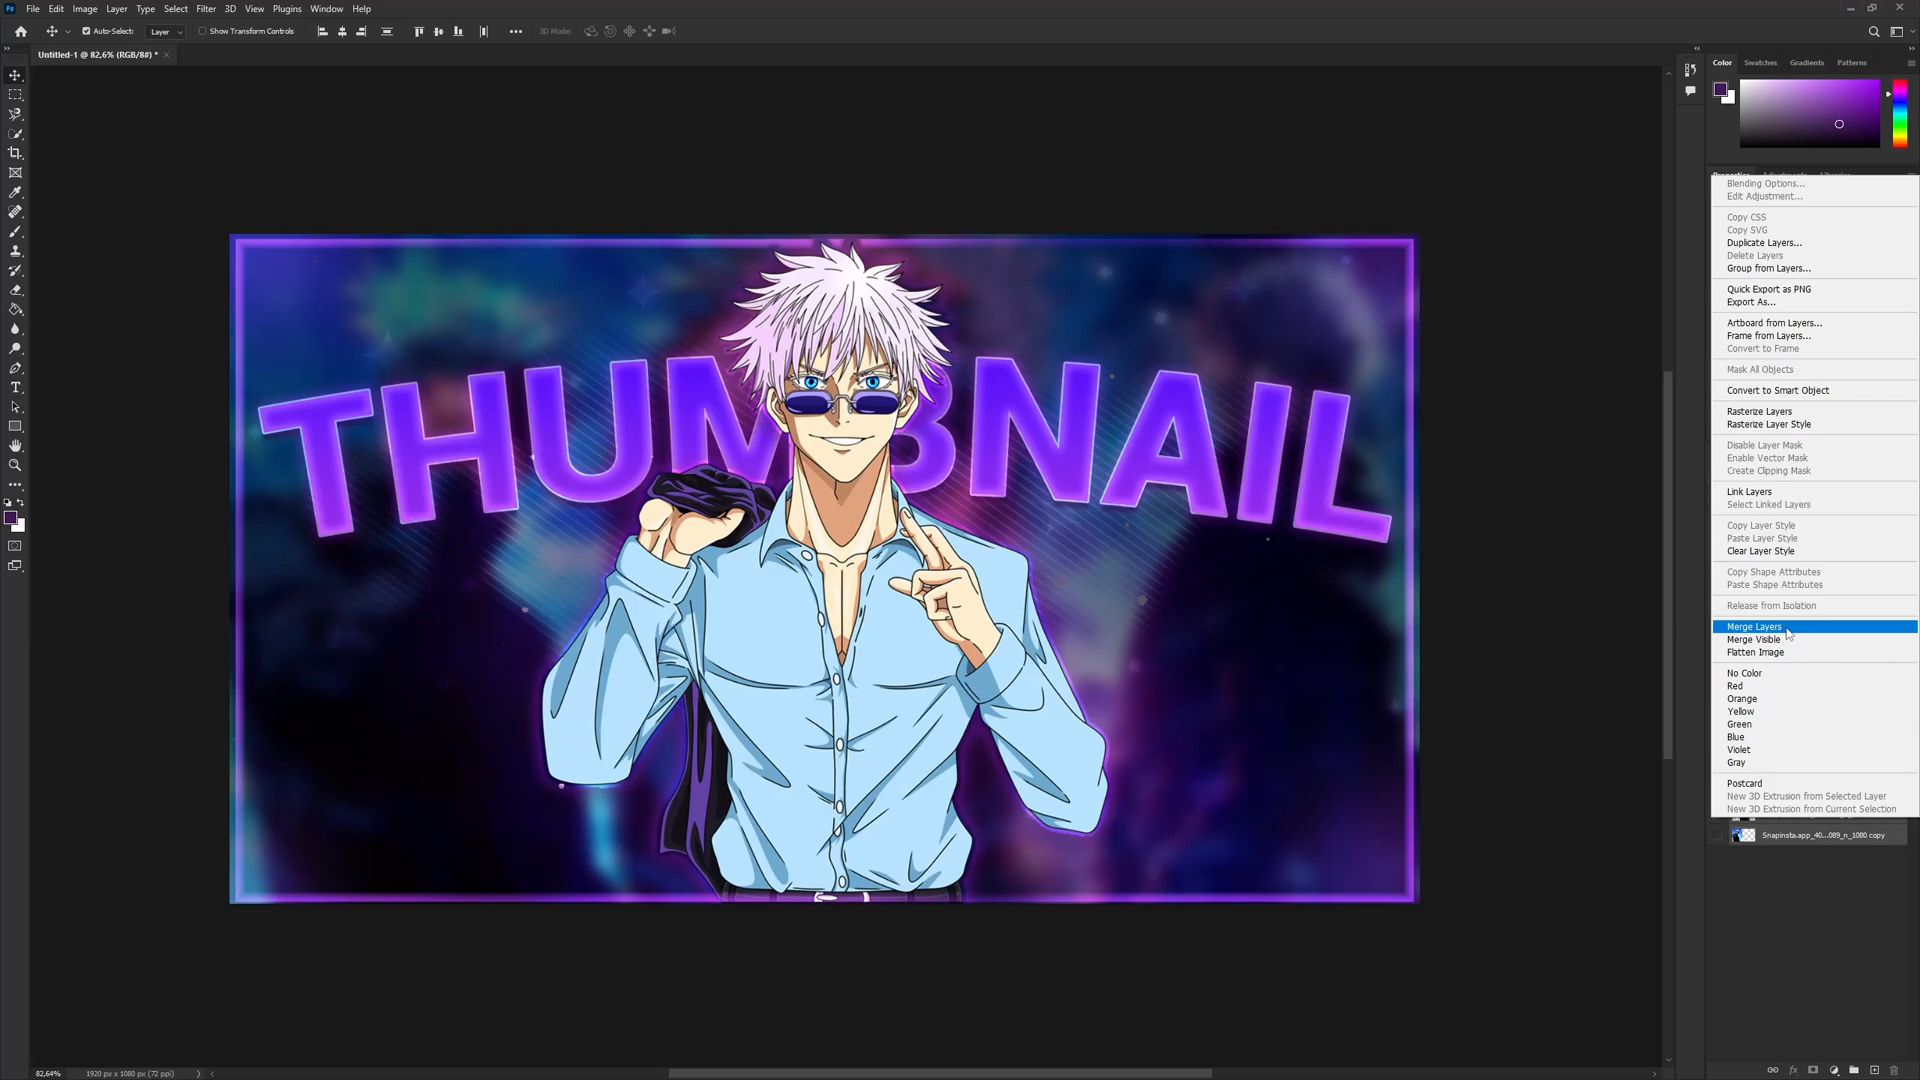 Ps File Edit Image Layer Type Select Filter 3D View Plugins Window Help
Auto-Select: Layer Show Transform Controls 3D Mode:
Untitled-1 @ 82,6% (RGB/8#) *
Color Swatches Gradients Patterns
Blending Options...
Edit Adjustment...
Copy CSS
Copy SVG
Duplicate Layers...
Delete Layers
Group from Layers...
Quick Export as PNG
Export As...
Artboard from Layers...
Frame from Layers...
Convert to Frame
Mask All Objects
Convert to Smart Object
Rasterize Layers
Rasterize Layer Style
Disable Layer Mask
Enable Vector Mask
Create Clipping Mask
Link Layers
Select Linked Layers
Copy Layer Style
Paste Layer Style
Clear Layer Style
Copy Shape Attributes
Paste Shape Attributes
Release from Isolation
Merge Layers
Merge Visible
Flatten Image
No Color
Red
Orange
Yellow
Green
Blue
Violet
Gray
Postcard
New 3D Extrusion from Selected Layer
New 3D Extrusion from Current Selection
Snapinsta.app_40...089_n_1080 copy
THUMBNAIL
82,64% 1920 px x 1080 px (72 ppi)
fx